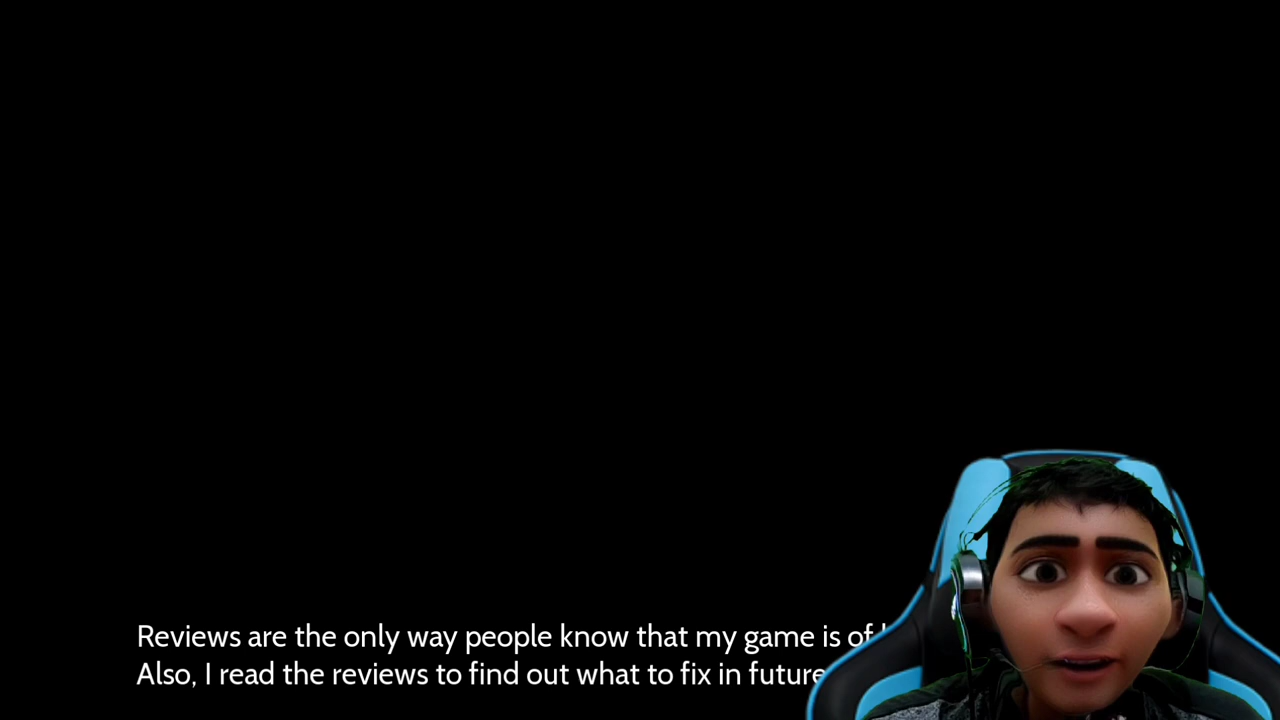 Reviews are the only way people know that my game is of
Also, I read the reviews to find out what to fix in future